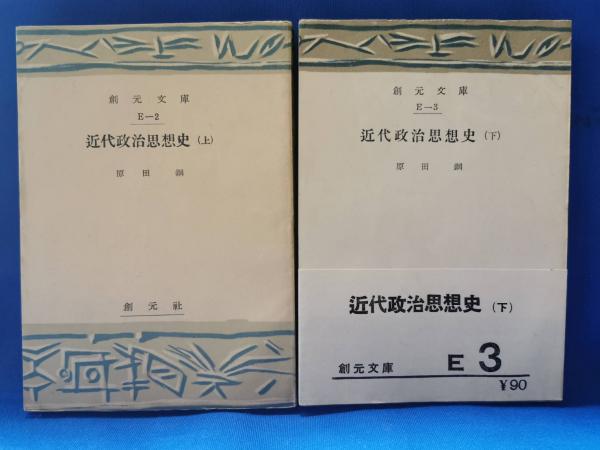 創元文庫
E—2
近代政治思想史(上)
原田鋼
創元社
創元文庫
E—3
近代政治思想史(下)
原田鋼
近代政治思想史(下)
創元文庫 E 3
¥90